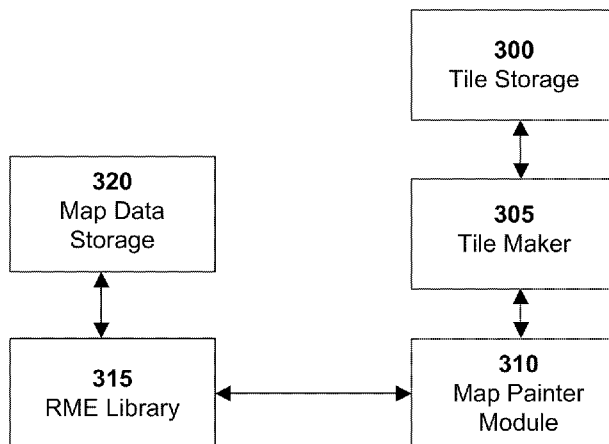 300
Tile Storage
320
Map Data
Storage
305
Tile Maker
315
RME Library
310
Map Painter
Module